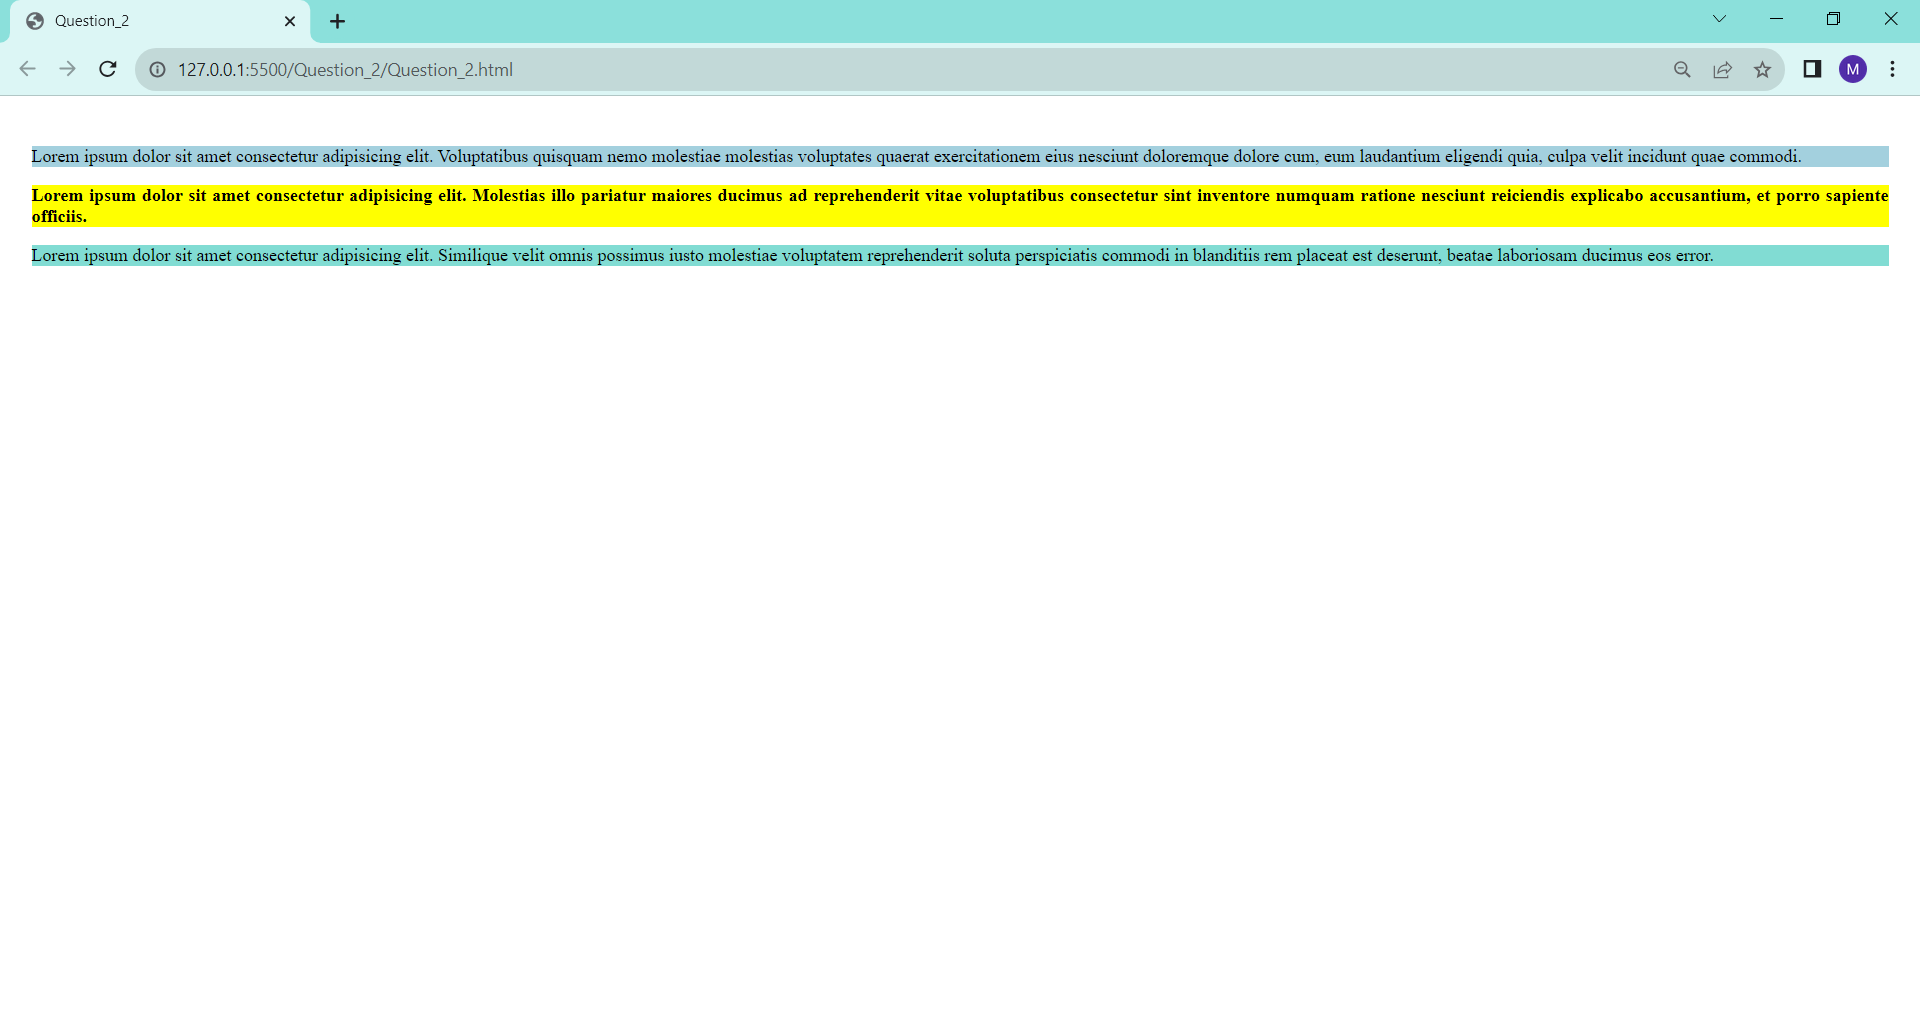 Question_2
127.0.0.1:5500/Question_2/Question_2.html
M
Lorem ipsum dolor sit amet consectetur adipisicing elit. Voluptatibus quisquam nemo molestiae molestias voluptates quaerat exercitationem eius nesciunt doloremque dolore cum, eum laudantium eligendi quia, culpa velit incidunt quae commodi.
Lorem ipsum dolor sit amet consectetur adipisicing elit. Molestias illo pariatur maiores ducimus ad reprehenderit vitae voluptatibus consectetur sint inventore numquam ratione nesciunt reiciendis explicabo accusantium, et porro sapiente
officiis.
Lorem ipsum dolor sit amet consectetur adipisicing elit. Similique velit omnis possimus iusto molestiae voluptatem reprehenderit soluta perspiciatis commodi in blanditiis rem placeat est deserunt, beatae laboriosam ducimus eos error.